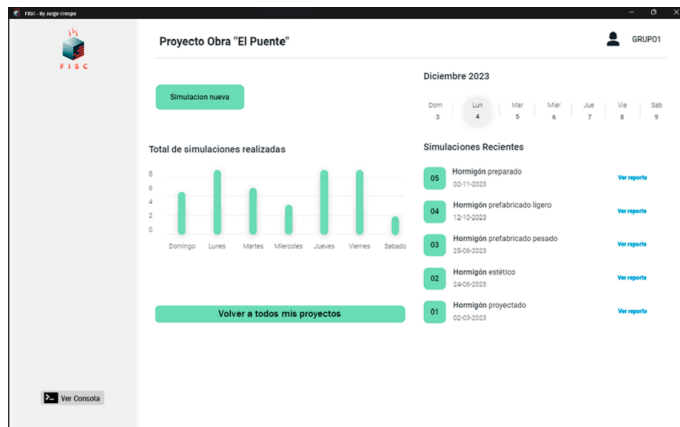 FISC - By Jorge Crespo
FISC
Proyecto Obra "El Puente"
GRUPO1
Simulacion nueva
Diciembre 2023
Dom Lun Mar Mier Jue Vie Sab
3 4 5 6 7 8 9
Total de simulaciones realizadas
8
6
4
2
0
Domingo Lunes Martes Miercoles Jueves Viernes Sabado
Volver a todos mis proyectos
Simulaciones Recientes
05 Hormigón preparado Ver reporte
02-11-2023
04 Hormigón prefabricado ligero Ver reporte
12-10-2023
03 Hormigón prefabricado pesado Ver reporte
25-06-2023
02 Hormigón estético Ver reporte
24-06-2023
01 Hormigón proyectado Ver reporte
02-03-2023
Ver Consola